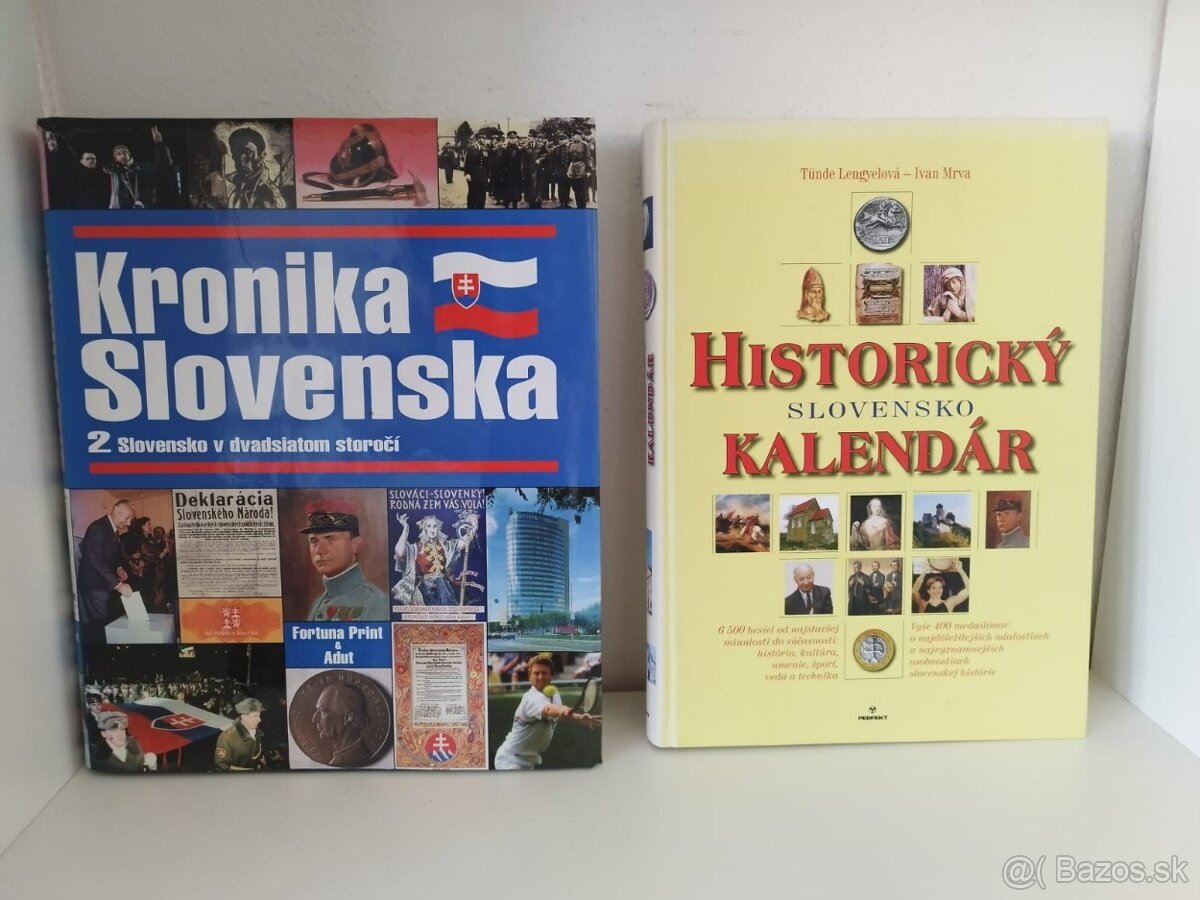 Kronika
Slovenska
2 Slovensko v dvadsiatom storočí
Deklarácia
Slovenského Národa!
SLOVÁCI-SLOVENKY!
RODNÁ ZEM VÁS VOLÁ!
Fortuna Print
&
Adut
KALENDÁR
Tünde Lengyelová – Ivan Mrva
HISTORICKÝ
SLOVENSKO
KALENDÁR
6 500 hesiel od najstaršej
minulosti do súčasnosti:
história, kultúra,
umenie, šport,
veda a technika
Vyše 400 medailónov
o najdôležitejších udalostiach
a najvýznamnejších
osobnostiach
slovenskej histórie
PERFEKT
@( Bazos.sk